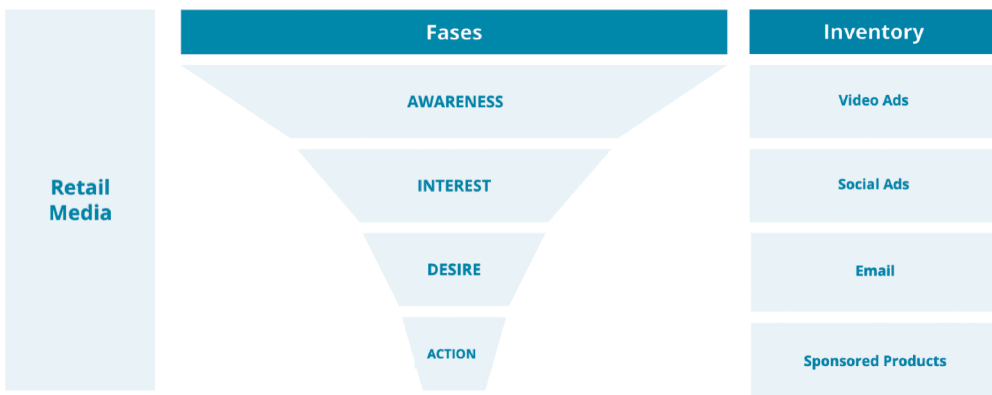 Retail
Media
Fases
Inventory
AWARENESS
Video Ads
INTEREST
Social Ads
DESIRE
Email
ACTION
Sponsored Products